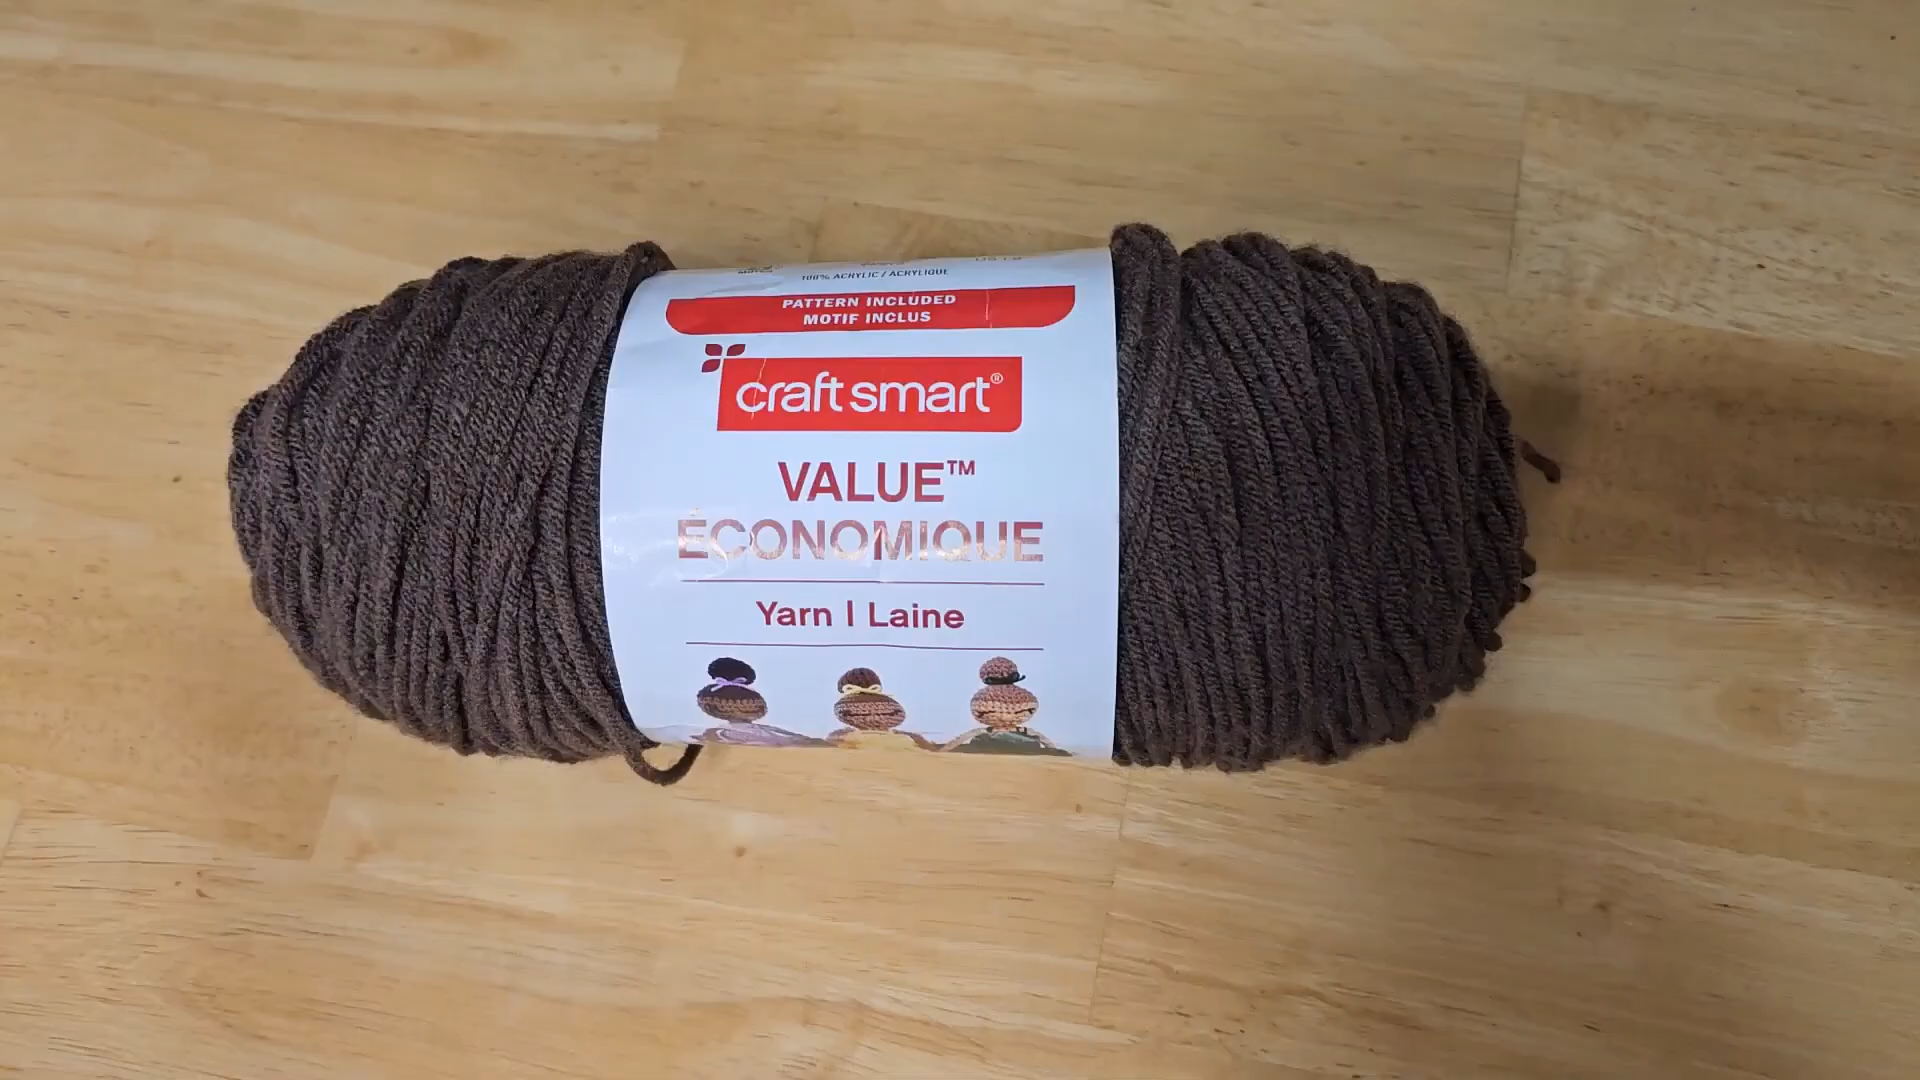 100% ACRYLIC / ACRYLIQUE
PATTERN INCLUDED
MOTIF INCLUS
craft smart®
VALUE™
ÉCONOMIQUE
Yarn | Laine